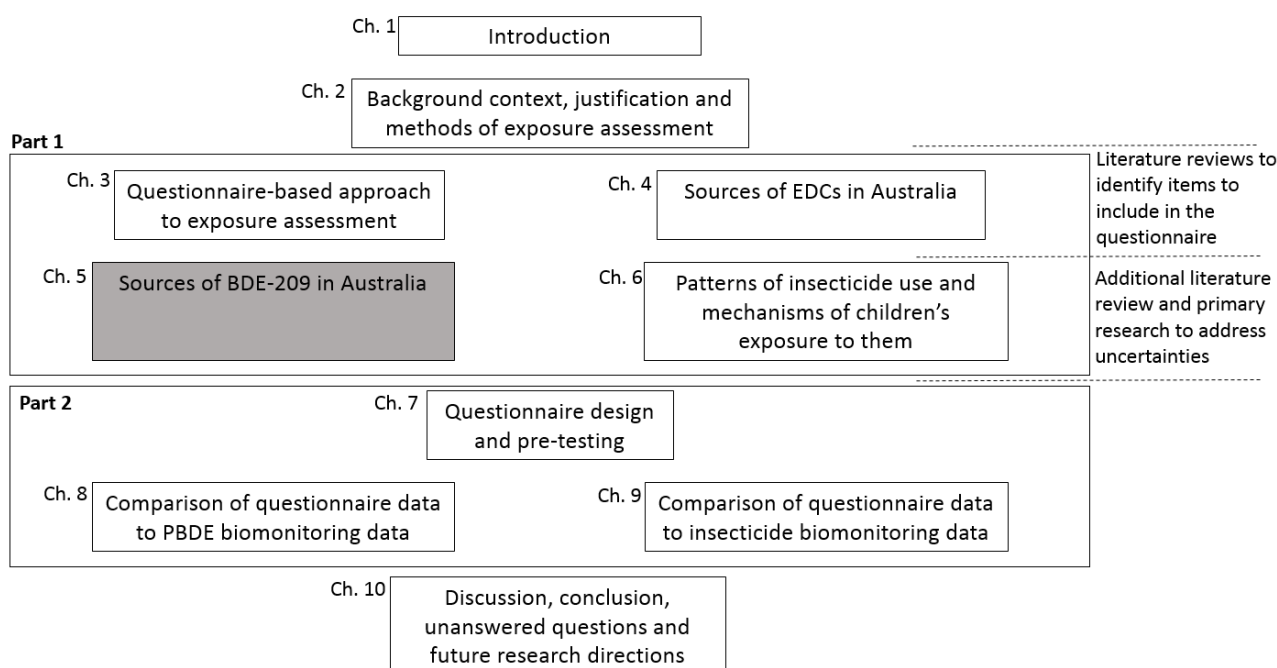 Ch. 1
Introduction
Ch. 2
Background context, justification and
methods of exposure assessment
Part 1
Ch. 3
Questionnaire-based approach
to exposure assessment
Ch. 4
Sources of EDCs in Australia
Literature reviews to
identify items to
include in the
questionnaire
Ch. 5
Sources of BDE-209 in Australia
Ch. 6
Patterns of insecticide use and
mechanisms of children’s
exposure to them
Additional literature
review and primary
research to address
uncertainties
Part 2
Ch. 7
Questionnaire design
and pre-testing
Ch. 8
Comparison of questionnaire data
to PBDE biomonitoring data
Ch. 9
Comparison of questionnaire data
to insecticide biomonitoring data
Ch. 10
Discussion, conclusion,
unanswered questions and
future research directions